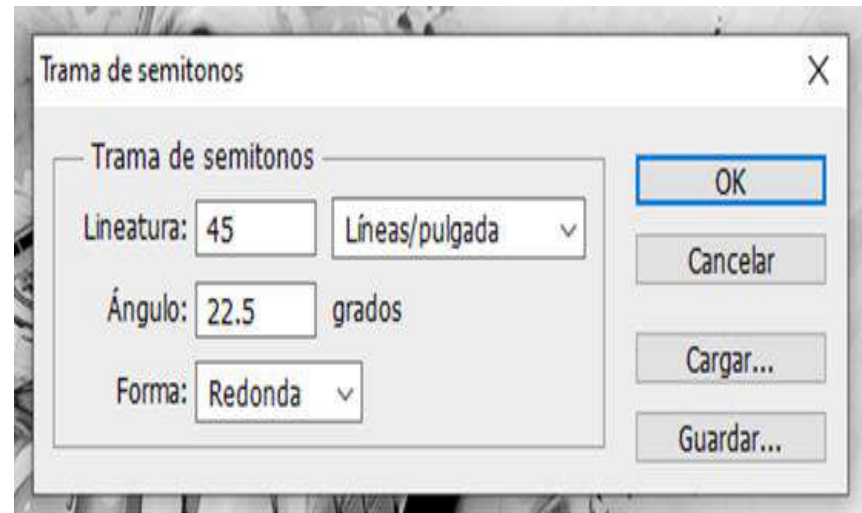 Trama de semitonos X
Trama de semitonos
Lineatura: 45 Líneas/pulgada
Ángulo: 22.5 grados
Forma: Redonda
OK
Cancelar
Cargar...
Guardar...